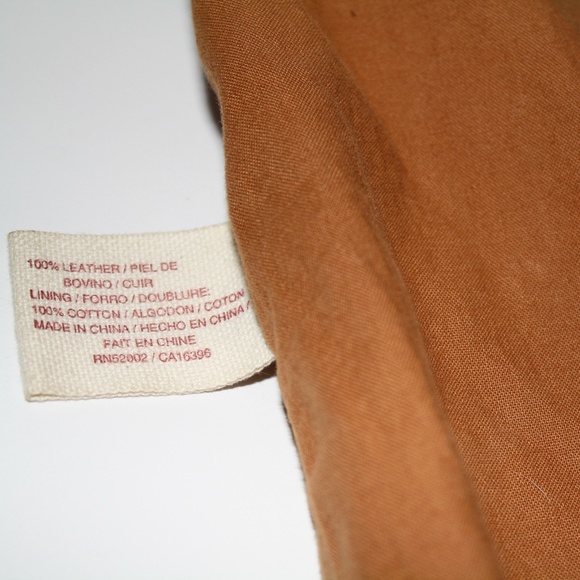 100% LEATHER / PIEL DE
BOVINO / CUIR
LINING / FORRO / DOUBLURE:
100% COTTON / ALGODON / COTON
MADE IN CHINA / HECHO EN CHINA /
FAIT EN CHINE
RN52002 / CA16396